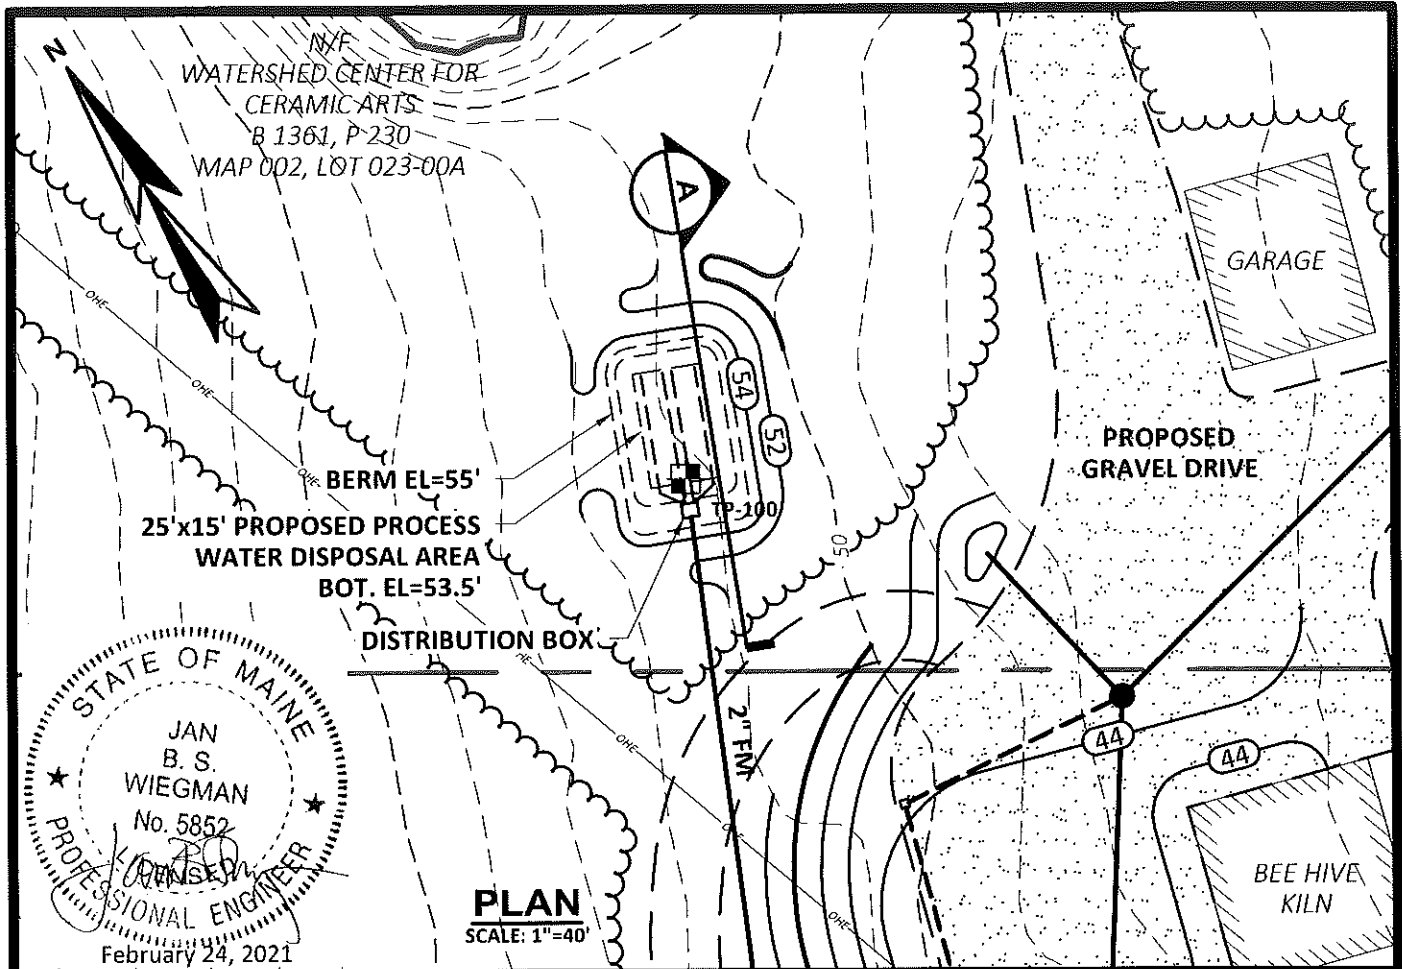 N
N/F
WATERSHED CENTER FOR
CERAMIC ARTS
B 1361, P 230
MAP 002, LOT 023-00A
A
GARAGE
OHE
OHE
54
52
PROPOSED
GRAVEL DRIVE
OHE
BERM EL=55'
25'x15' PROPOSED PROCESS
WATER DISPOSAL AREA
BOT. EL=53.5'
TP-100
50
DISTRIBUTION BOX
OHE
OHE
2" FM
44
44
STATE OF MAINE
JAN
B. S.
WIEGMAN
No. 5852
LICENSED
PROFESSIONAL ENGINEER
OHE
OHE
BEE HIVE
KILN
PLAN
SCALE: 1"=40'
February 24, 2021